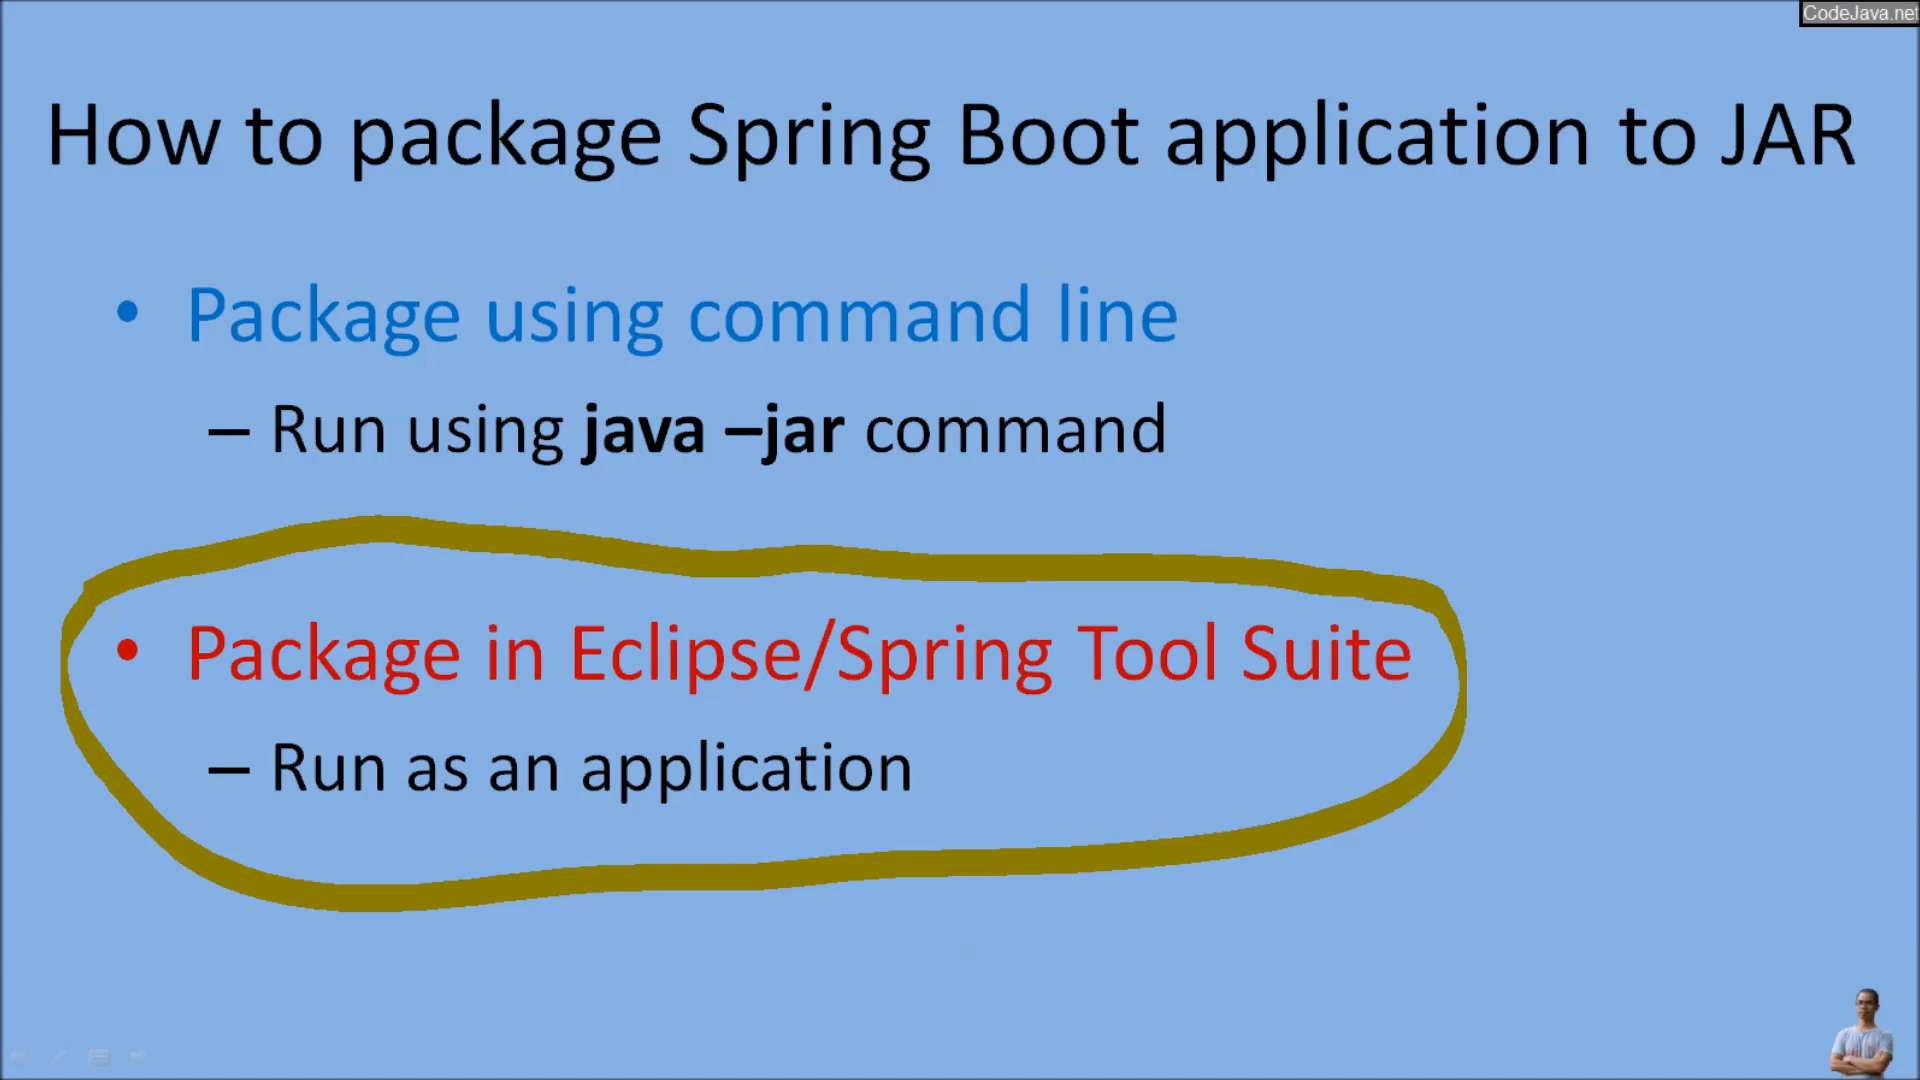 CodeJava.net
How to package Spring Boot application to JAR
• Package using command line
– Run using java –jar command
• Package in Eclipse/Spring Tool Suite
– Run as an application